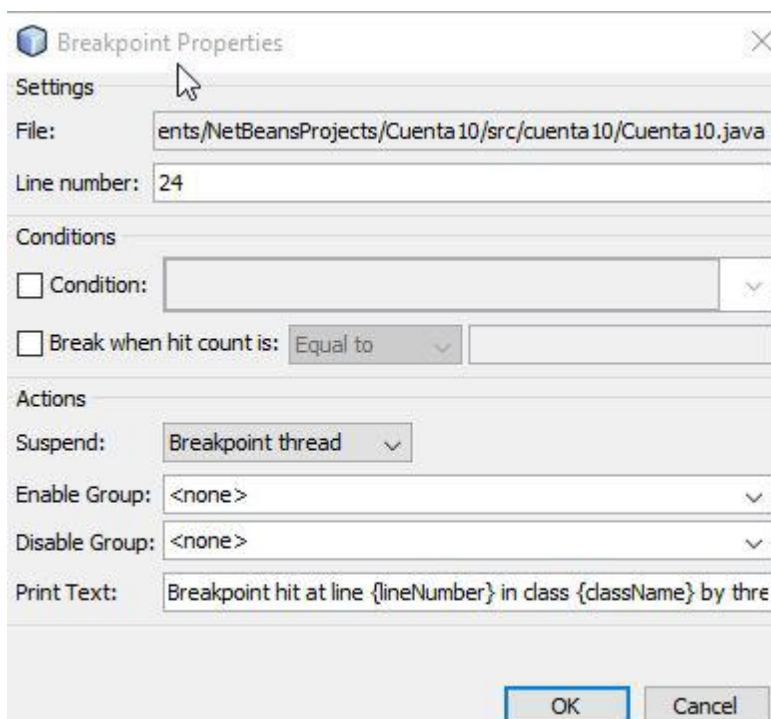 Breakpoint Properties
Settings
File: ents/NetBeansProjects/Cuenta10/src/cuenta10/Cuenta10.java
Line number: 24
Conditions
Condition:
Break when hit count is: Equal to
Actions
Suspend: Breakpoint thread
Enable Group: <none>
Disable Group: <none>
Print Text: Breakpoint hit at line {lineNumber} in class {className} by thre
OK Cancel